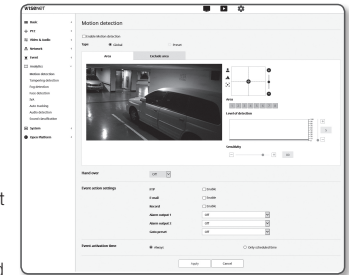 WISENET
Basic
PTZ
Video & Audio
Network
Event
Analytics
Motion detection
Tampering detection
Fog detection
Face detection
IVA
Auto tracking
Audio detection
Sound classification
System
Open Platform
Motion detection
Enable Motion detection
Type
Global
Preset
Area
Exclude area
Area
Level of detection
Sensitivity
Hand over
Off
Event action settings
FTP
Enable
E-mail
Enable
Record
Enable
Alarm output 1
Off
Alarm output 2
Off
Goto preset
Off
Event activation time
Always
Only scheduled time
Apply
Cancel